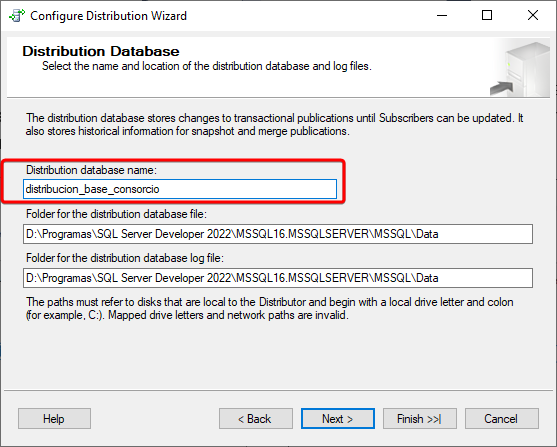 Configure Distribution Wizard
Distribution Database
Select the name and location of the distribution database and log files.
The distribution database stores changes to transactional publications until Subscribers can be updated. It
also stores historical information for snapshot and merge publications.
Distribution database name:
distribucion_base_consorcio
Folder for the distribution database file:
D:\Programas\SQL Server Developer 2022\MSSQL16.MSSQLSERVER\MSSQL\Data
Folder for the distribution database log file:
D:\Programas\SQL Server Developer 2022\MSSQL16.MSSQLSERVER\MSSQL\Data
The paths must refer to disks that are local to the Distributor and begin with a local drive letter and colon
(for example, C:). Mapped drive letters and network paths are invalid.
Help
< Back
Next >
Finish >>|
Cancel